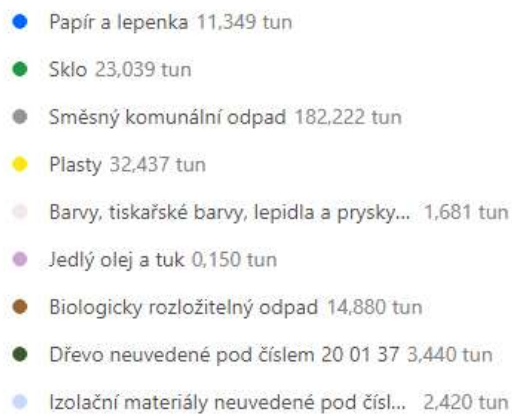 Papír a lepenka 11,349 tun
Sklo 23,039 tun
Směsný komunální odpad 182,222 tun
Plasty 32,437 tun
Barvy, tiskařské barvy, lepidla a prysky... 1,681 tun
Jedlý olej a tuk 0,150 tun
Biologicky rozložitelný odpad 14,880 tun
Dřevo neuvedené pod číslem 20 01 37 3,440 tun
Izolační materiály neuvedené pod čísl... 2,420 tun